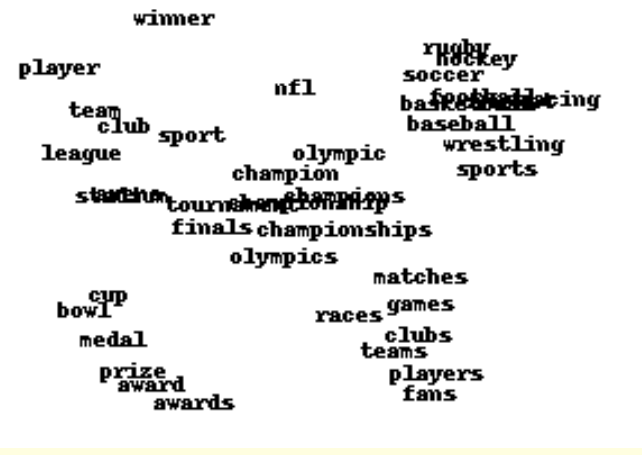 winner
rugby
hockey
player
soccer
nfl
football
basketball
racing
team
club
baseball
sport
wrestling
league
olympic
sports
champion
stadium
champions
tournament
championship
finals
championships
olympics
matches
cup
games
bowl
races
clubs
medal
teams
prize
players
award
fans
awards